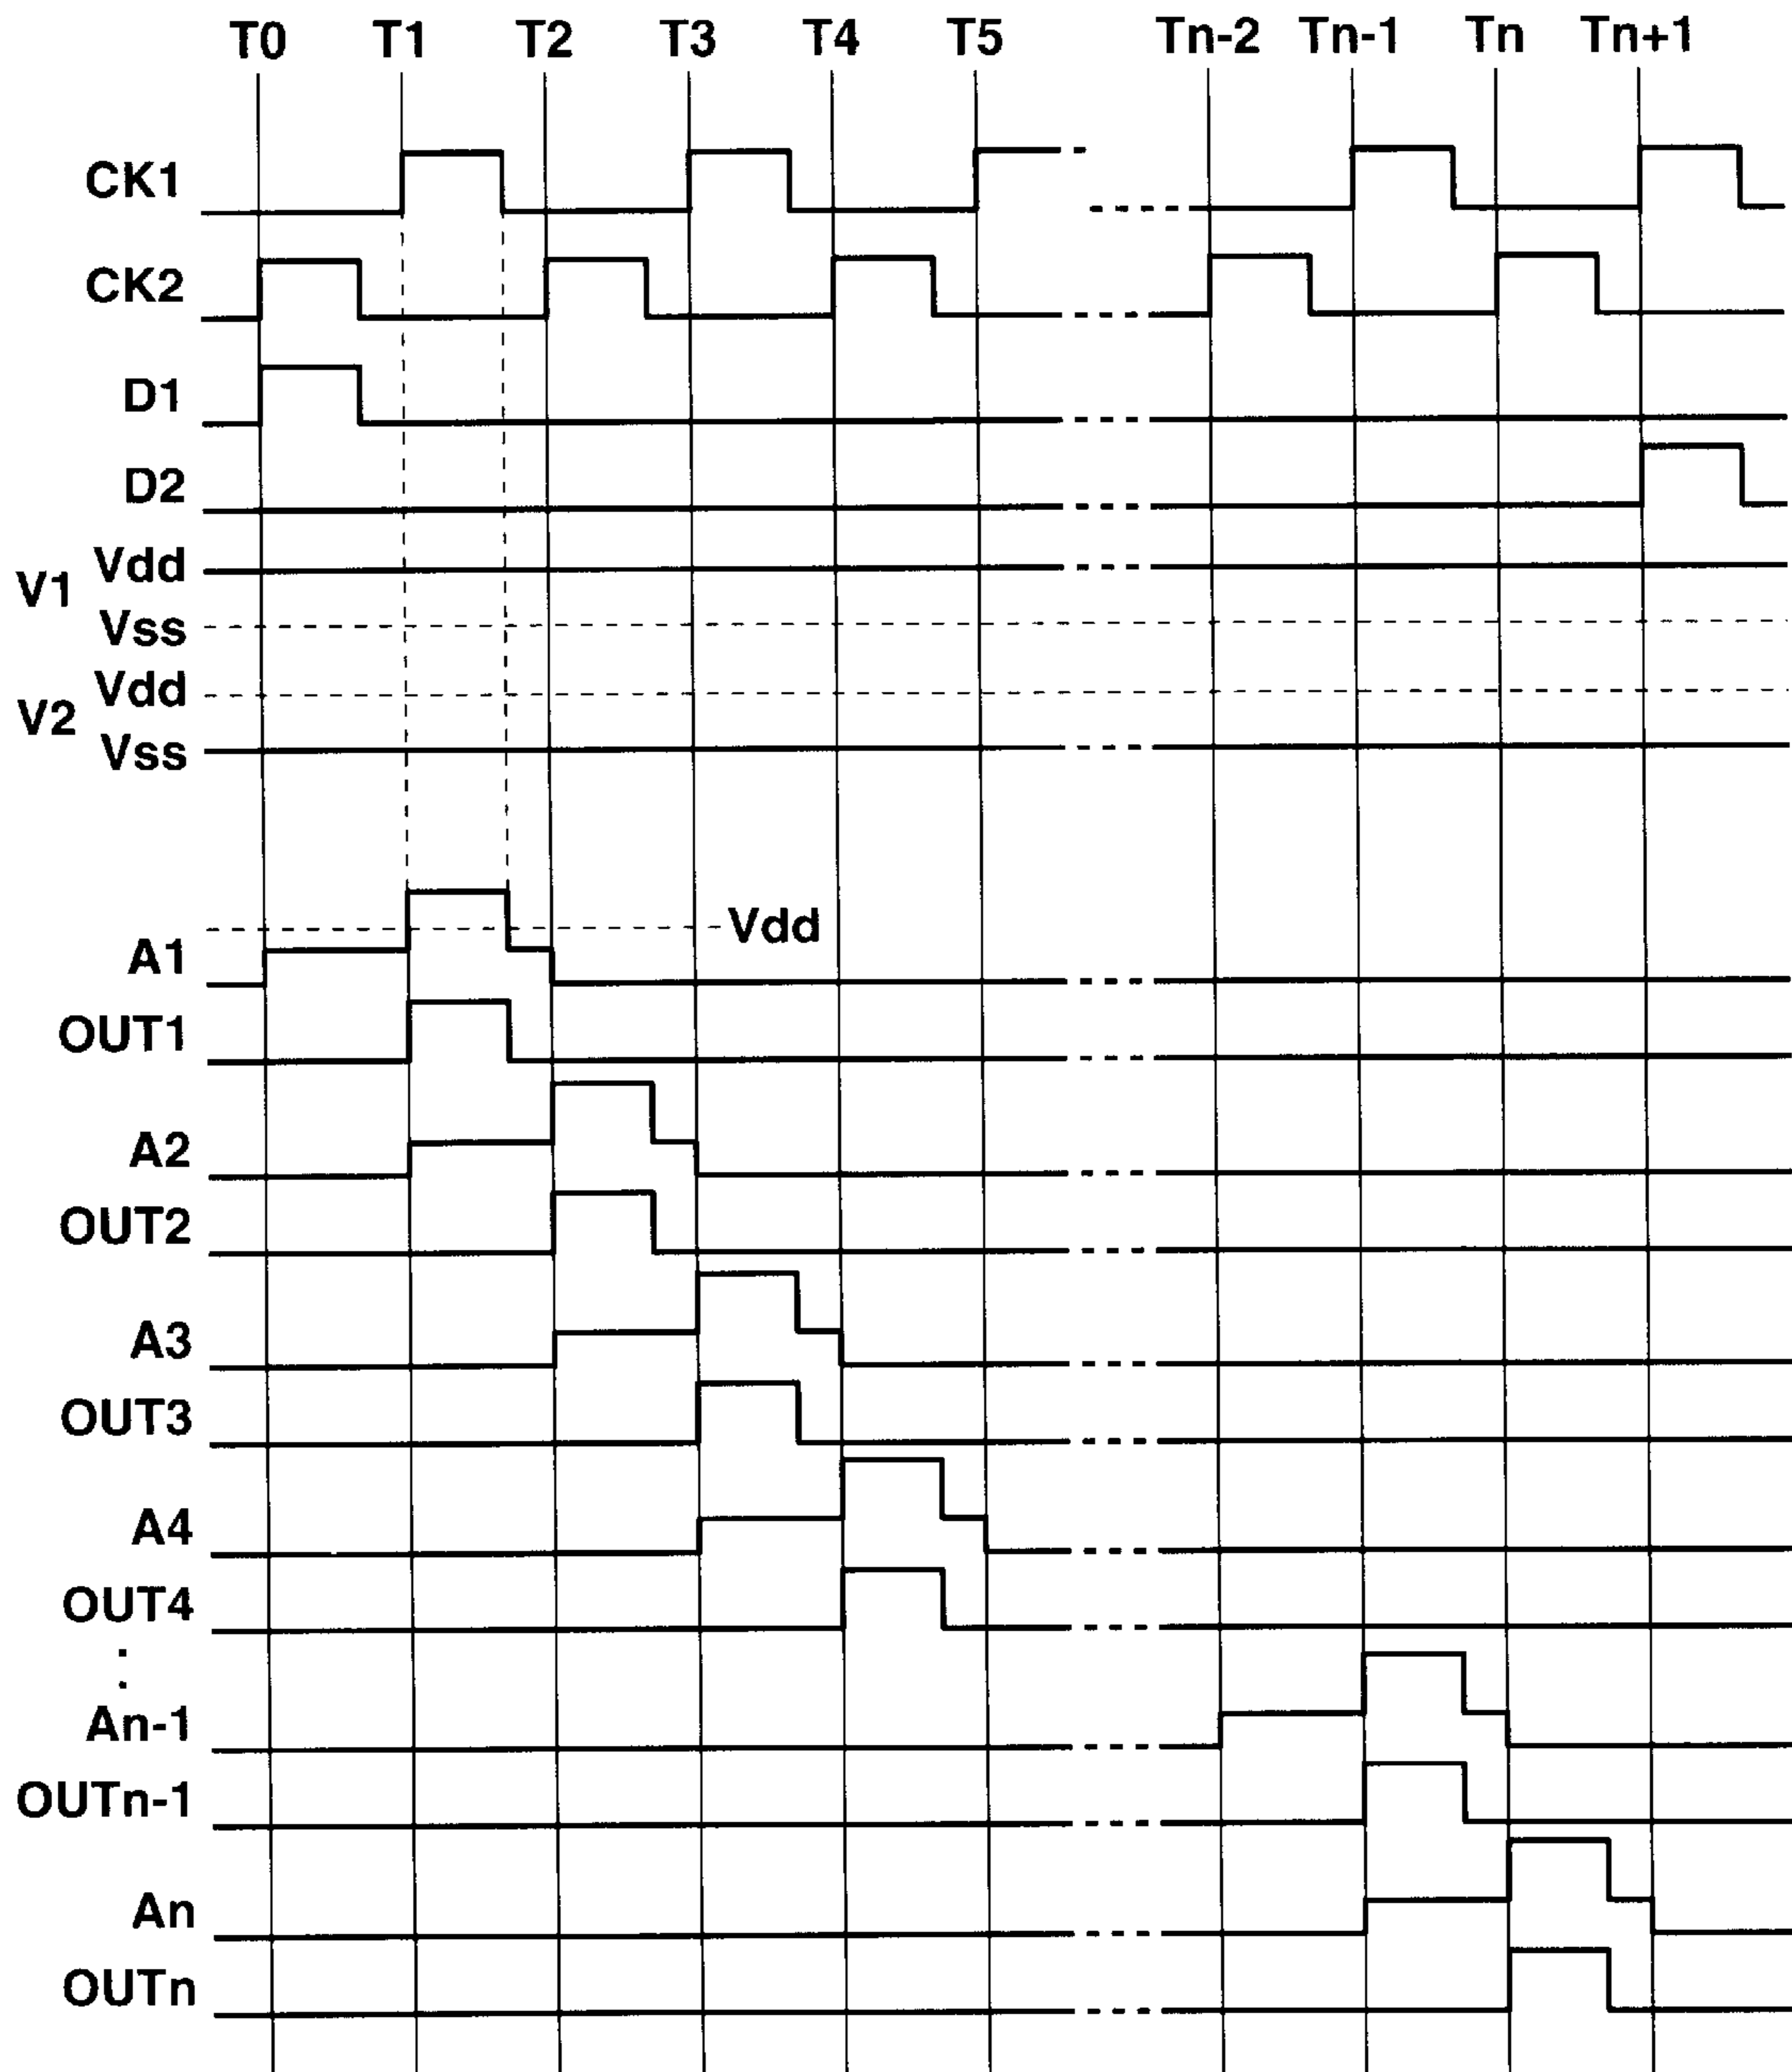 T0 T1 T2 T3 T4 T5 Tn-2 Tn-1 Tn Tn+1
CK1
CK2
D1
D2
V1 Vdd
Vss
V2 Vdd
Vss
Vdd
A1
OUT1
A2
OUT2
A3
OUT3
A4
OUT4
:
An-1
OUTn-1
An
OUTn